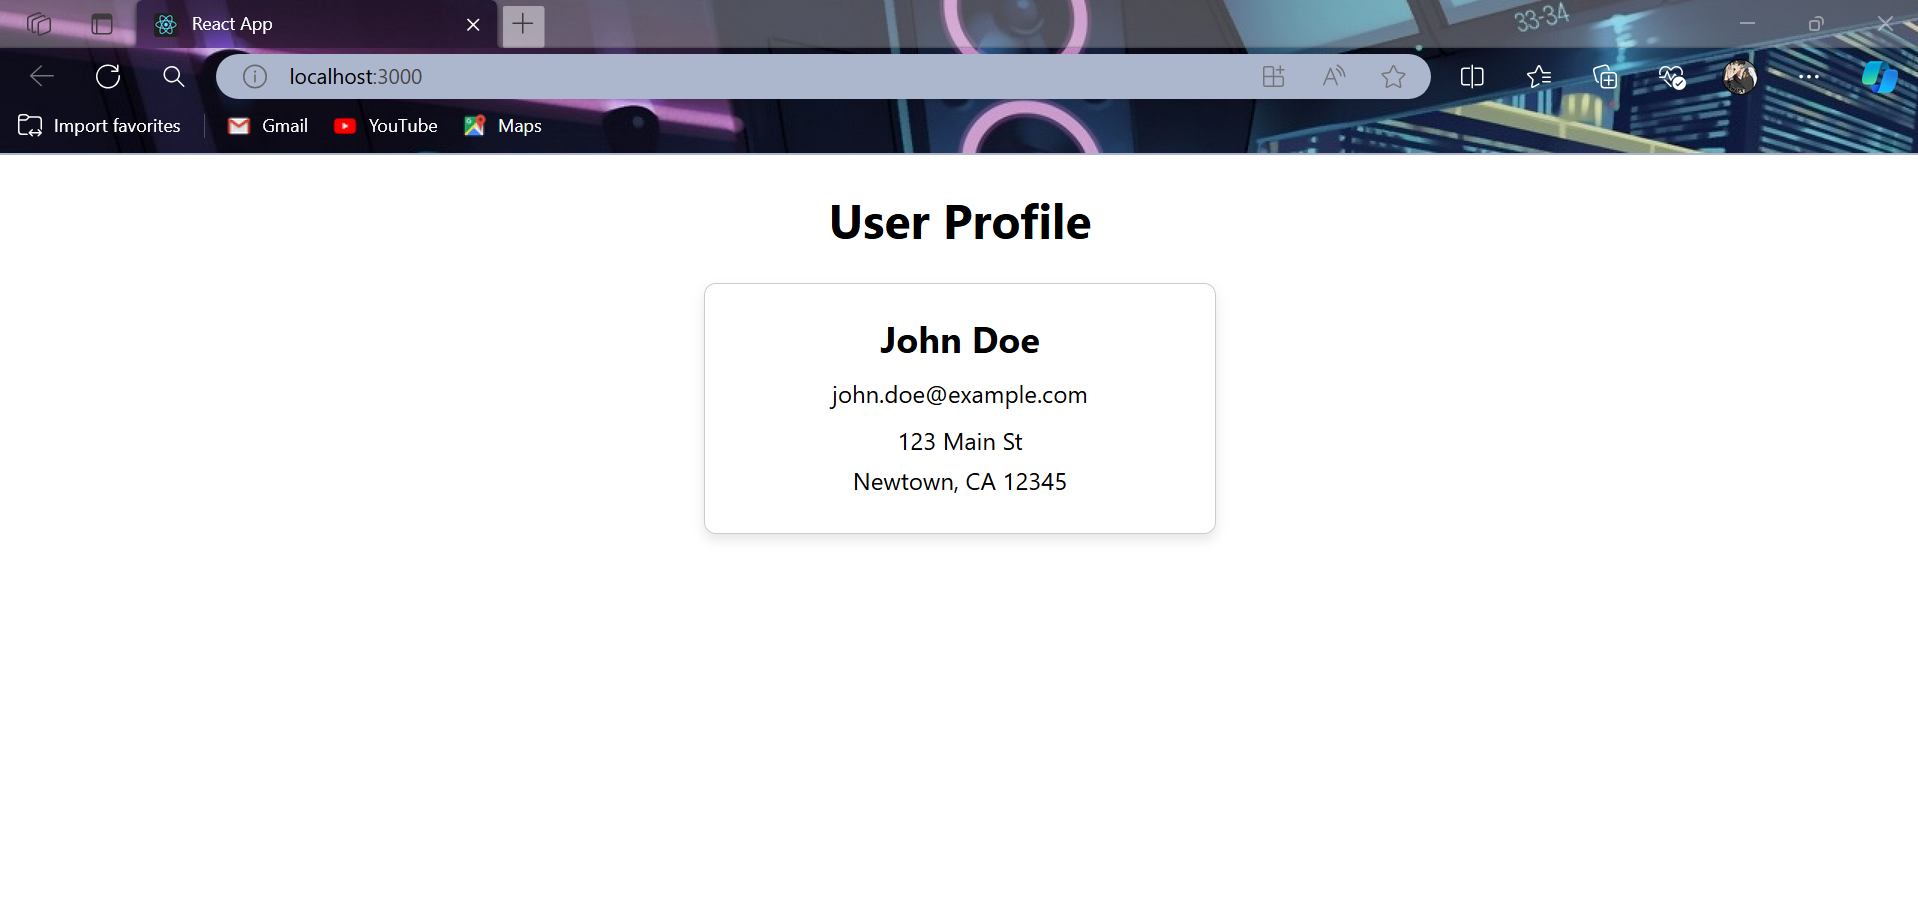 React App
33-34
localhost:3000
Import favorites
Gmail
YouTube
Maps
User Profile
John Doe
john.doe@example.com
123 Main St
Newtown, CA 12345